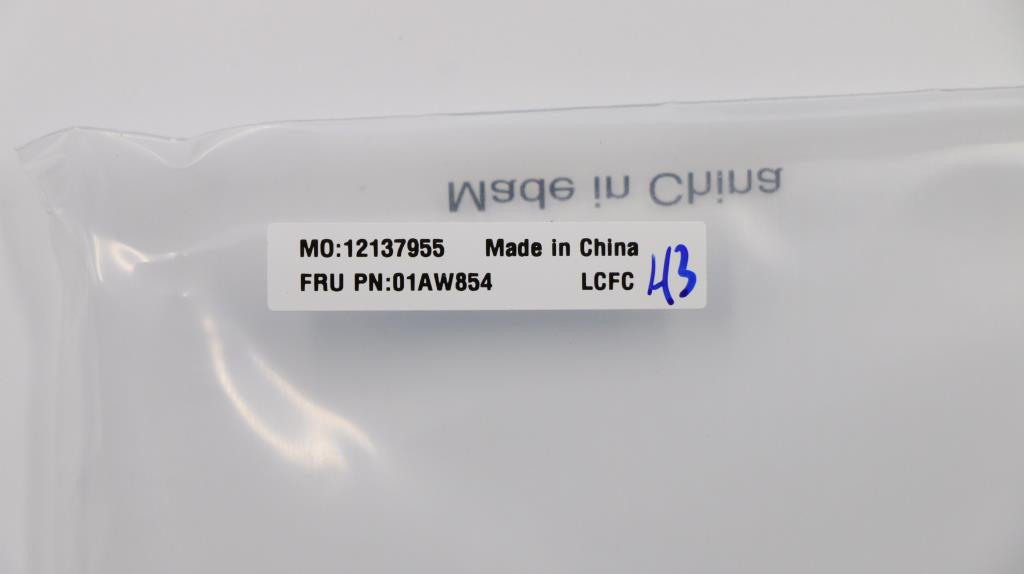 Made in China
MO:12137955 Made in China
FRU PN:01AW854 LCFC 43